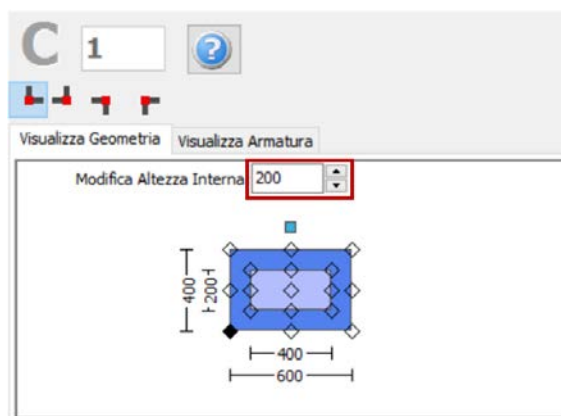 C 1 ?
Visualizza Geometria Visualizza Armatura
Modifica Altezza Interna 200
400 200
400
600